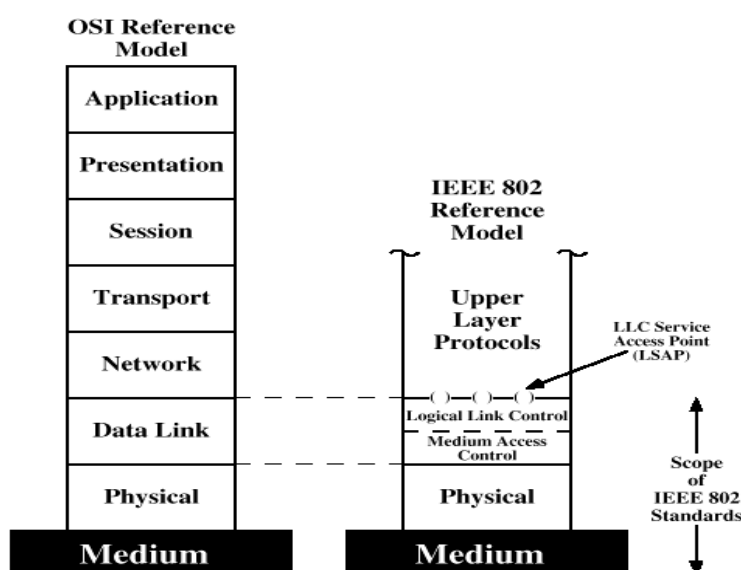 OSI Reference
Model
Application
Presentation
Session
Transport
Network
Data Link
Physical
Medium
IEEE 802
Reference
Model
Upper
Layer
Protocols
LLC Service
Access Point
(LSAP)
Logical Link Control
Medium Access
Control
Physical
Medium
Scope
of
IEEE 802
Standards